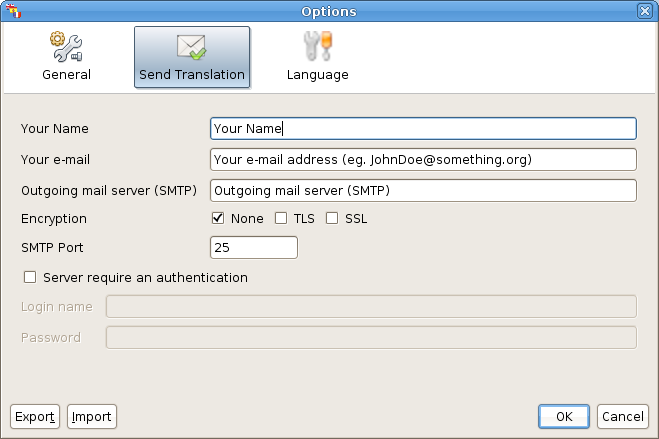 Options
General
Send Translation
Language
Your Name Your Name
Your e-mail Your e-mail address (eg. JohnDoe@something.org)
Outgoing mail server (SMTP) Outgoing mail server (SMTP)
Encryption None TLS SSL
SMTP Port 25
Server require an authentication
Login name
Password
Export Import OK Cancel